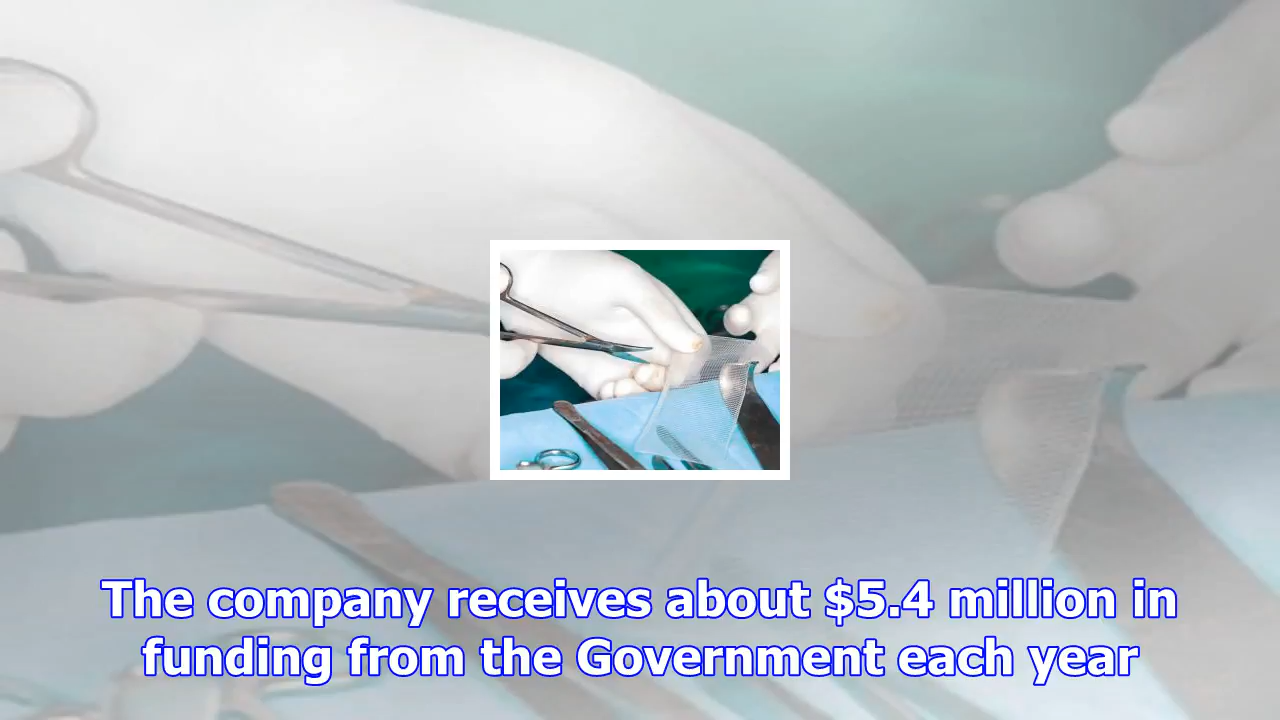 The company receives about $5.4 million in
funding from the Government each year